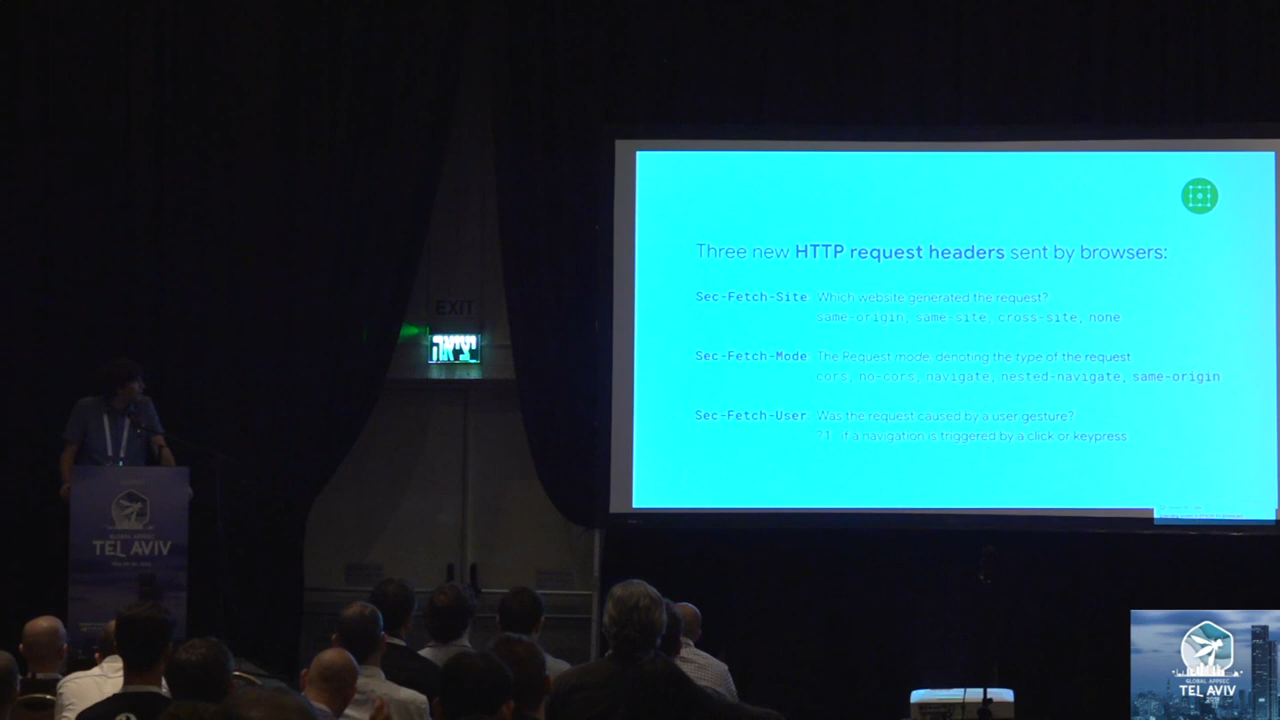 Three new HTTP request headers sent by browsers:
Sec-Fetch-Site: Which website generated the request?
same-origin, same-site, cross-site, none
Sec-Fetch-Mode: The Request mode, denoting the type of the request
cors, no-cors, navigate, nested-navigate, same-origin
Sec-Fetch-User: Was the request caused by a user gesture?
?1 if a navigation is triggered by a click or keypress
EXIT
יציאה
GLOBAL APPSEC
TEL AVIV
GLOBAL APPSEC
TEL AVIV
2019